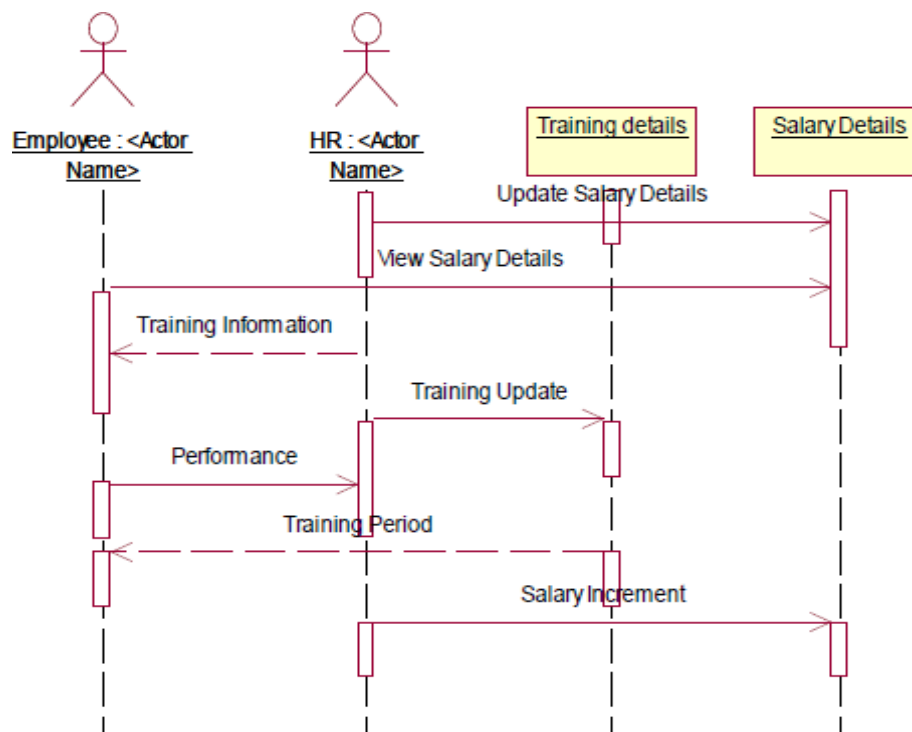 Employee : <Actor
Name>
HR : <Actor
Name>
Training details
Salary Details
Update Salary Details
View Salary Details
Training Information
Training Update
Performance
Training Period
Salary Increment